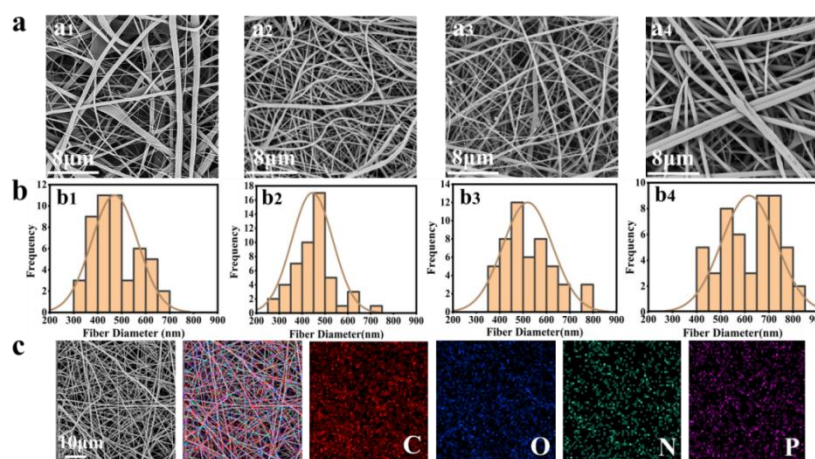 a
a1
a2
a3
a4
8μm
8μm
8μm
8μm
b
b1
b2
b3
b4
Frequency
Frequency
Frequency
Frequency
12
10
8
6
4
2
0
18
16
14
12
10
8
6
4
2
0
14
12
10
8
6
4
2
0
10
8
6
4
2
0
200 300 400 500 600 700 800 900
200 300 400 500 600 700 800 900
200 300 400 500 600 700 800 900
200 300 400 500 600 700 800 900
Fiber Diameter (nm)
Fiber Diameter(nm)
Fiber Diameter(nm)
Fiber Diameter(nm)
c
10μm
C
O
N
P